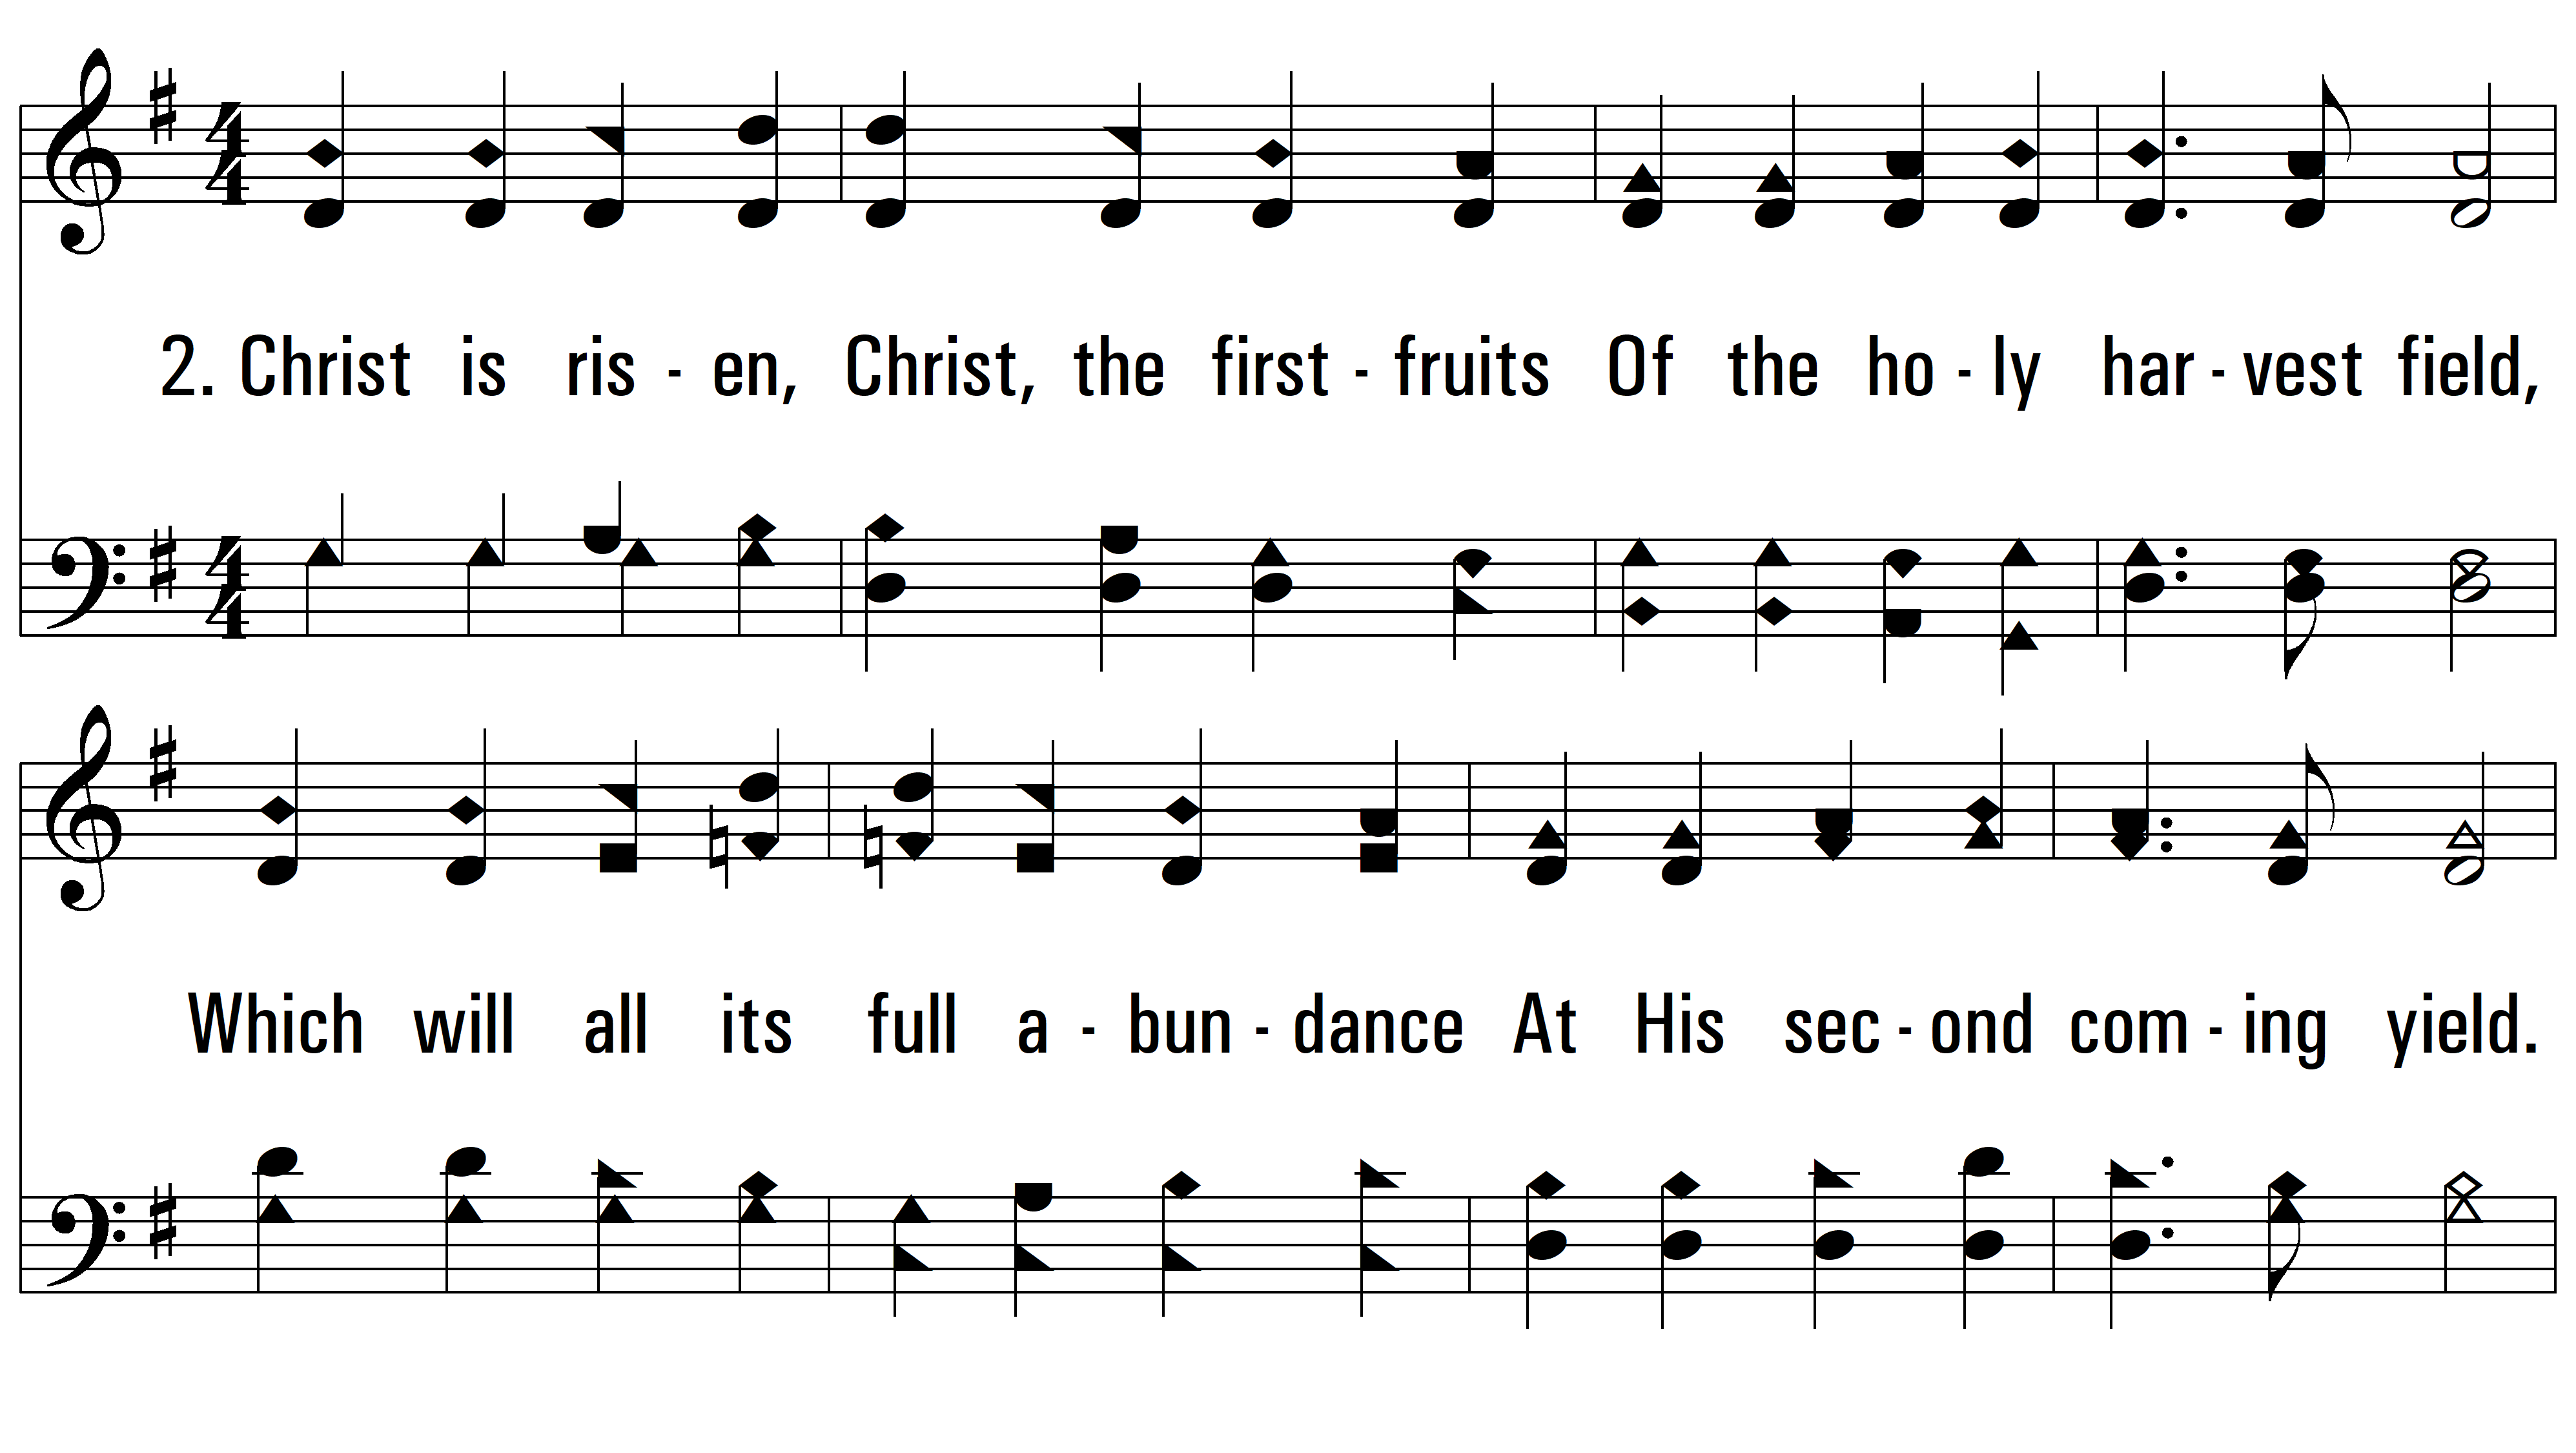 2. Christ is ris - en, Christ, the first - fruits Of the ho - ly har - vest field,
Which will all its full a - bun - dance At His sec - ond com - ing yield.